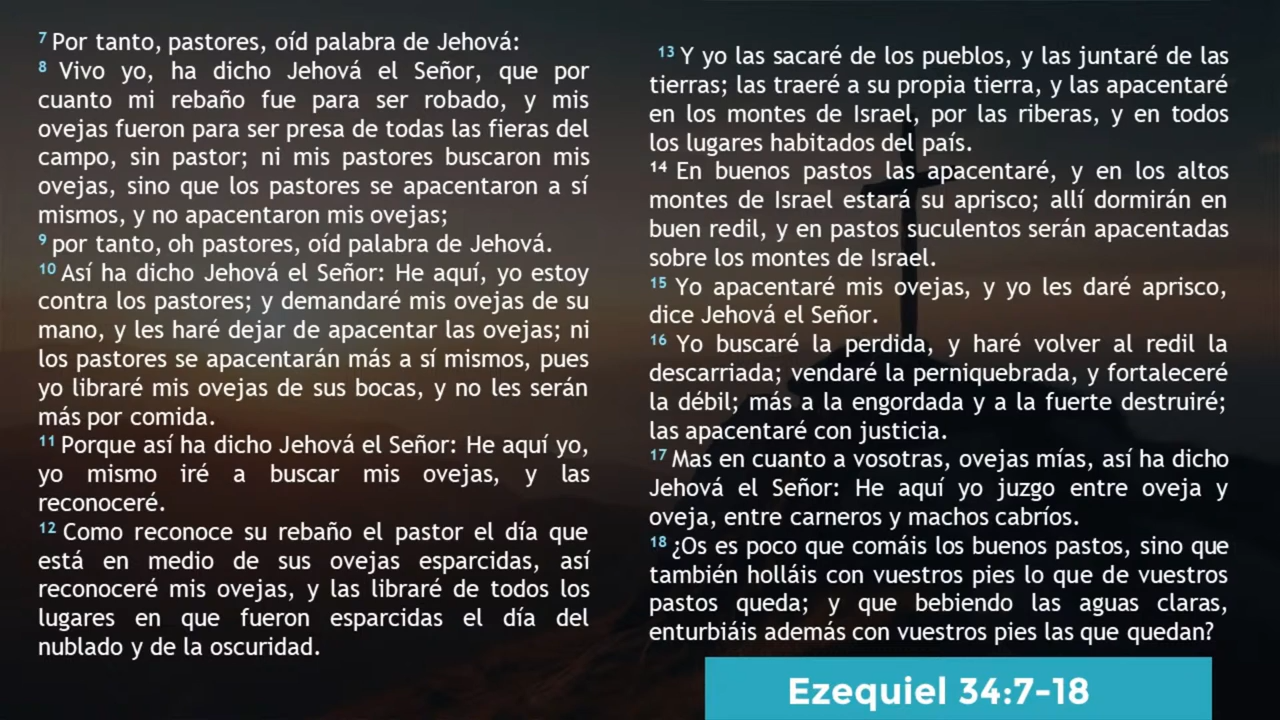 7 Por tanto, pastores, oíd palabra de Jehová:
8 Vivo yo, ha dicho Jehová el Señor, que por
cuanto mi rebaño fue para ser robado, y mis
ovejas fueron para ser presa de todas las fieras del
campo, sin pastor; ni mis pastores buscaron mis
ovejas, sino que los pastores se apacentaron a sí
mismos, y no apacentaron mis ovejas;
9 por tanto, oh pastores, oíd palabra de Jehová.
10 Así ha dicho Jehová el Señor: He aquí, yo estoy
contra los pastores; y demandaré mis ovejas de su
mano, y les haré dejar de apacentar las ovejas; ni
los pastores se apacentarán más a sí mismos, pues
yo libraré mis ovejas de sus bocas, y no les serán
más por comida.
11 Porque así ha dicho Jehová el Señor: He aquí yo,
yo mismo iré a buscar mis ovejas, y las
reconoceré.
12 Como reconoce su rebaño el pastor el día que
está en medio de sus ovejas esparcidas, así
reconoceré mis ovejas, y las libraré de todos los
lugares en que fueron esparcidas el día del
nublado y de la oscuridad.
13 Y yo las sacaré de los pueblos, y las juntaré de las
tierras; las traeré a su propia tierra, y las apacentaré
en los montes de Israel, por las riberas, y en todos
los lugares habitados del país.
14 En buenos pastos las apacentaré, y en los altos
montes de Israel estará su aprisco; allí dormirán en
buen redil, y en pastos suculentos serán apacentadas
sobre los montes de Israel.
15 Yo apacentaré mis ovejas, y yo les daré aprisco,
dice Jehová el Señor.
16 Yo buscaré la perdida, y haré volver al redil la
descarriada; vendaré la perniquebrada, y fortaleceré
la débil; más a la engordada y a la fuerte destruiré;
las apacentaré con justicia.
17 Mas en cuanto a vosotras, ovejas mías, así ha dicho
Jehová el Señor: He aquí yo juzgo entre oveja y
oveja, entre carneros y machos cabríos.
18 ¿Os es poco que comáis los buenos pastos, sino que
también holláis con vuestros pies lo que de vuestros
pastos queda; y que bebiendo las aguas claras,
enturbiáis además con vuestros pies las que quedan?
Ezequiel 34:7-18